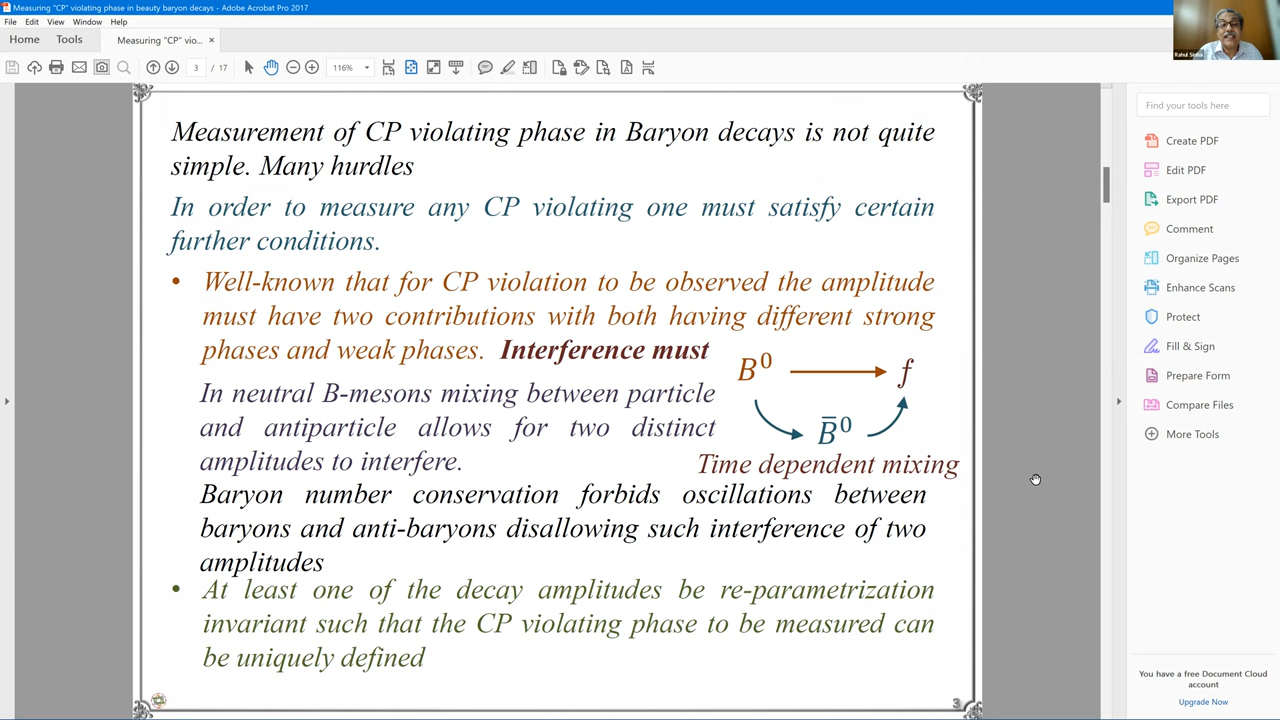 Measuring "CP" violating phase in beauty baryon decays.pdf - Adobe Acrobat Pro 2017
File Edit View Window Help
Home Tools Measuring "CP" vio... ×
3 / 17 116%
Rahul Sinha
Measurement of CP violating phase in Baryon decays is not quite
simple. Many hurdles
In order to measure any CP violating one must satisfy certain
further conditions.
• Well-known that for CP violation to be observed the amplitude
must have two contributions with both having different strong
phases and weak phases. Interference must
In neutral B-mesons mixing between particle
and antiparticle allows for two distinct
amplitudes to interfere.
B⁰ f
B̄⁰
Time dependent mixing
Baryon number conservation forbids oscillations between
baryons and anti-baryons disallowing such interference of two
amplitudes
• At least one of the decay amplitudes be re-parametrization
invariant such that the CP violating phase to be measured can
be uniquely defined
3
Find your tools here
Create PDF
Edit PDF
Export PDF
Comment
Organize Pages
Enhance Scans
Protect
Fill & Sign
Prepare Form
Compare Files
More Tools
You have a free Document Cloud
account
Upgrade Now